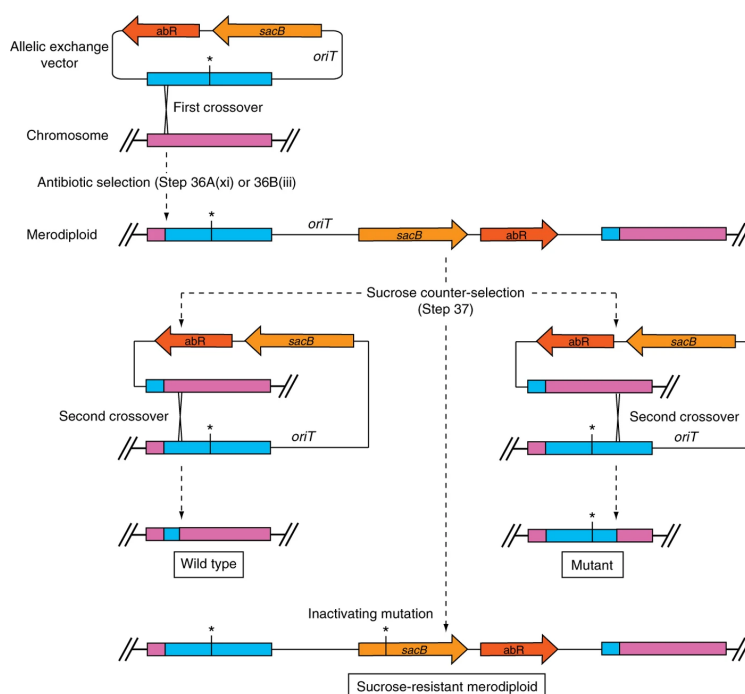 abR
sacB
Allelic exchange
vector
oriT
*
First crossover
Chromosome
Antibiotic selection (Step 36A(xi) or 36B(iii)
*
Merodiploid
oriT
sacB
abR
Sucrose counter-selection
(Step 37)
abR
sacB
abR
sacB
Second crossover
*
oriT
Second crossover
*
oriT
*
Wild type
Mutant
Inactivating mutation
*
*
sacB
abR
Sucrose-resistant merodiploid